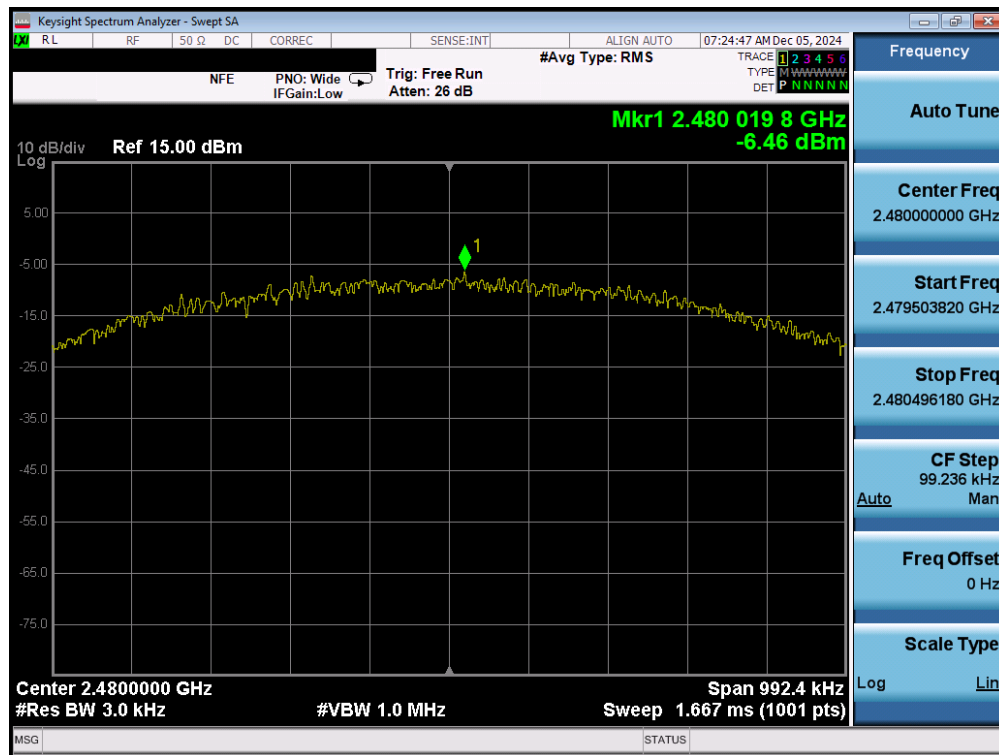 Keysight Spectrum Analyzer - Swept SA
LXI RL RF 50 Ω DC CORREC SENSE:INT ALIGN AUTO 07:24:47 AM Dec 05, 2024
NFE PNO: Wide IFGain:Low Trig: Free Run Atten: 26 dB #Avg Type: RMS
TRACE 1 2 3 4 5 6
TYPE M WWWWW
DET P N N N N N
Mkr1 2.480 019 8 GHz
-6.46 dBm
10 dB/div Ref 15.00 dBm
Log
5.00
1
-5.00
-15.0
-25.0
-35.0
-45.0
-55.0
-65.0
-75.0
Center 2.4800000 GHz Span 992.4 kHz
#Res BW 3.0 kHz #VBW 1.0 MHz Sweep 1.667 ms (1001 pts)
MSG STATUS
Frequency
Auto Tune
Center Freq
2.480000000 GHz
Start Freq
2.479503820 GHz
Stop Freq
2.480496180 GHz
CF Step
99.236 kHz
Auto Man
Freq Offset
0 Hz
Scale Type
Log Lin